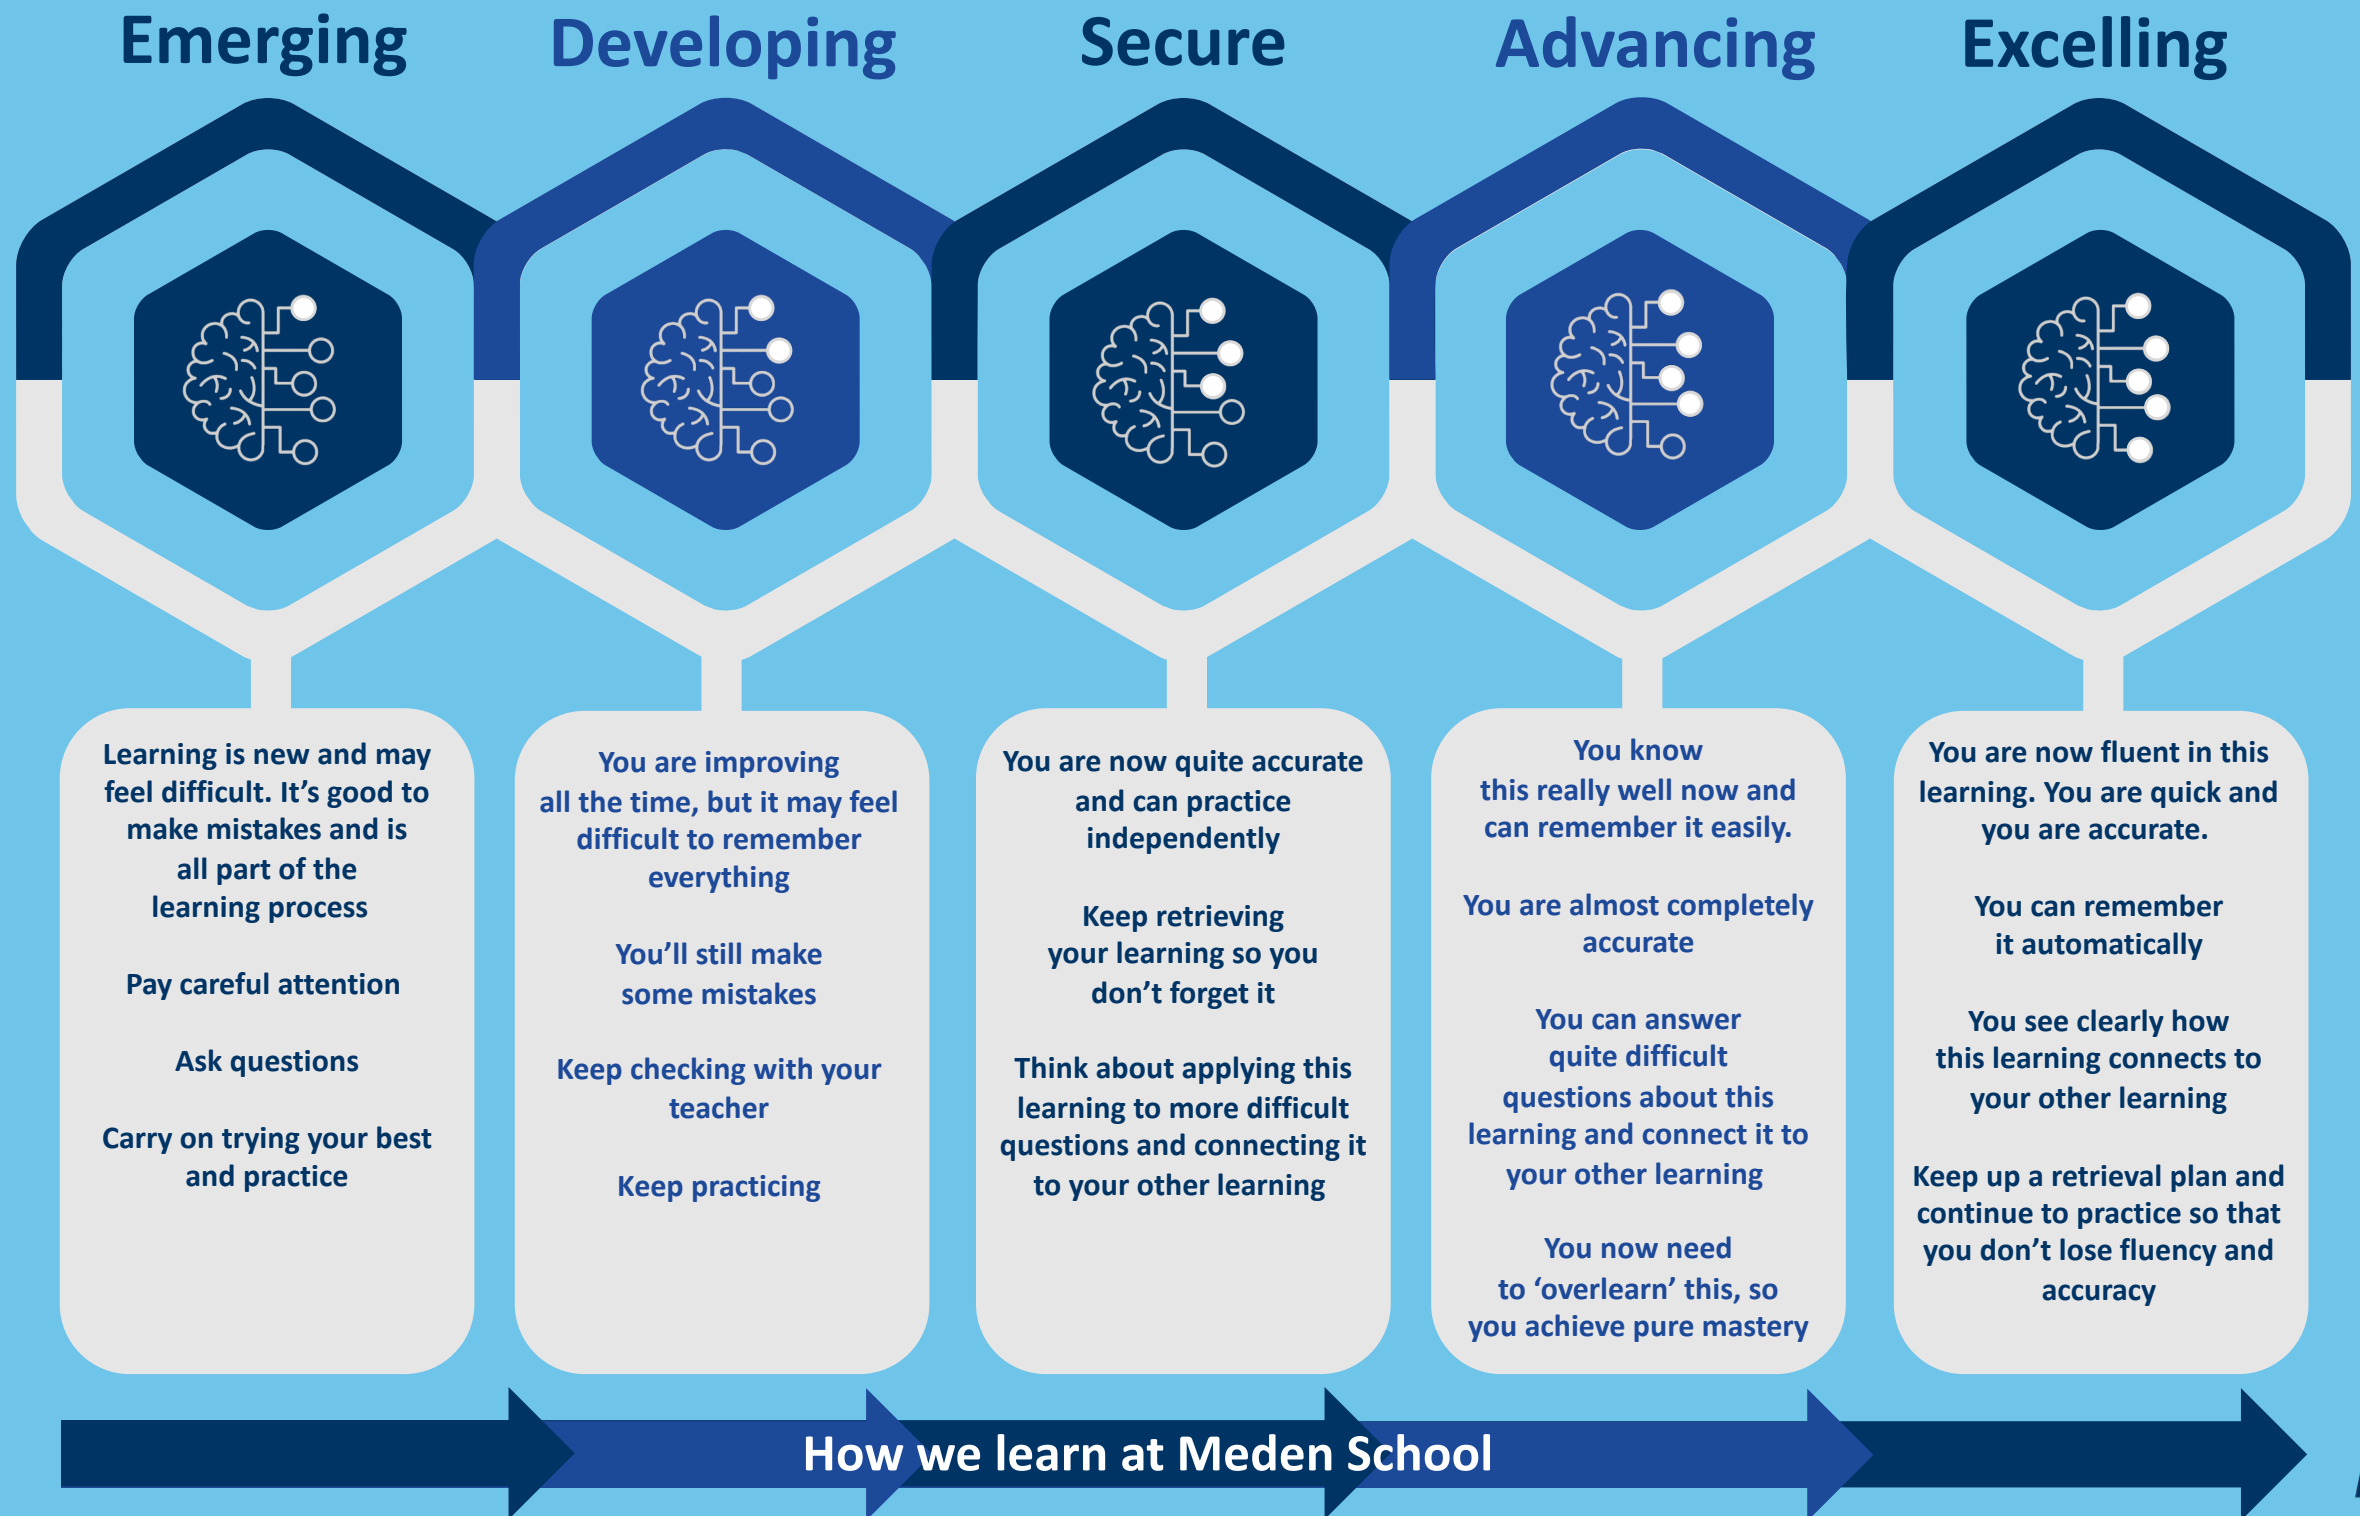 Emerging
Developing
Secure
Advancing
Excelling
Learning is new and may
feel difficult. It’s good to
make mistakes and is
all part of the
learning process
Pay careful attention
Ask questions
Carry on trying your best
and practice
You are improving
all the time, but it may feel
difficult to remember
everything
You’ll still make
some mistakes
Keep checking with your
teacher
Keep practicing
You are now quite accurate
and can practice
independently
Keep retrieving
your learning so you
don’t forget it
Think about applying this
learning to more difficult
questions and connecting it
to your other learning
You know
this really well now and
can remember it easily.
You are almost completely
accurate
You can answer
quite difficult
questions about this
learning and connect it to
your other learning
You now need
to ‘overlearn’ this, so
you achieve pure mastery
You are now fluent in this
learning. You are quick and
you are accurate.
You can remember
it automatically
You see clearly how
this learning connects to
your other learning
Keep up a retrieval plan and
continue to practice so that
you don’t lose fluency and
accuracy
How we learn at Meden School